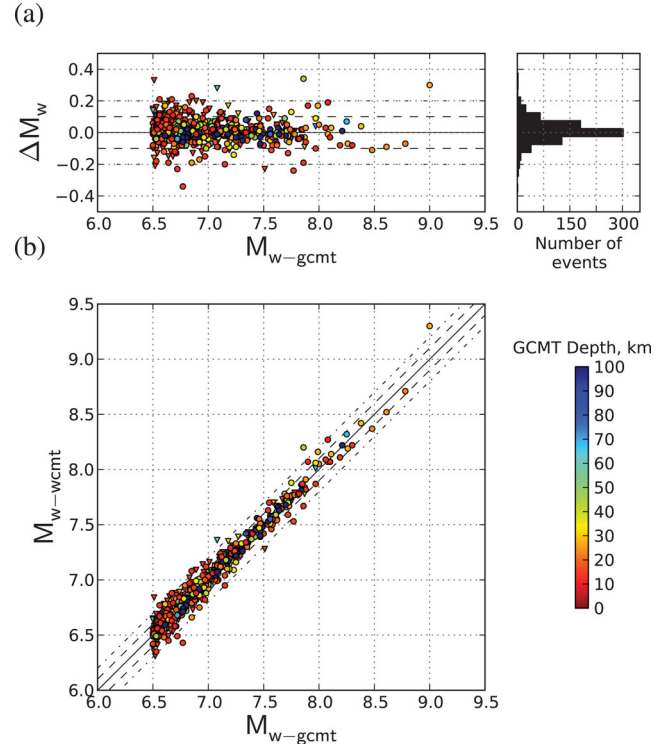 (a)
0.4
0.2
0.0
−0.2
−0.4
ΔM_w
6.0 6.5 7.0 7.5 8.0 8.5 9.0 9.5
M_w−gcmt
0 150 300
Number of
events
(b)
9.5
9.0
8.5
8.0
7.5
7.0
6.5
6.0
M_w−wcmt
6.0 6.5 7.0 7.5 8.0 8.5 9.0 9.5
M_w−gcmt
GCMT Depth, km
100
90
80
70
60
50
40
30
20
10
0